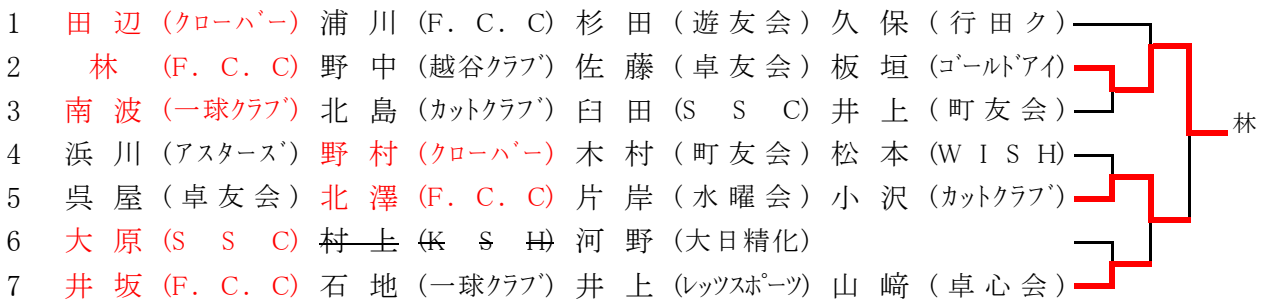 1 田 辺 (クローバー) 浦 川 (F. C. C) 杉 田 (遊友会) 久 保 (行田ク)
2 林 (F. C. C) 野 中 (越谷クラブ) 佐 藤 (卓友会) 板 垣 (ゴールドアイ)
3 南 波 (一球クラブ) 北 島 (カットクラブ) 臼 田 (S S C) 井 上 (町友会)
林
4 浜 川 (アスターズ) 野 村 (クローバー) 木 村 (町友会) 松 本 (W I S H)
5 呉 屋 (卓友会) 北 澤 (F. C. C) 片 岸 (水曜会) 小 沢 (カットクラブ)
6 大 原 (S S C) 村 上 (K S H) 河 野 (大日精化)
7 井 坂 (F. C. C) 石 地 (一球クラブ) 井 上 (レッツスポーツ) 山 﨑 (卓心会)